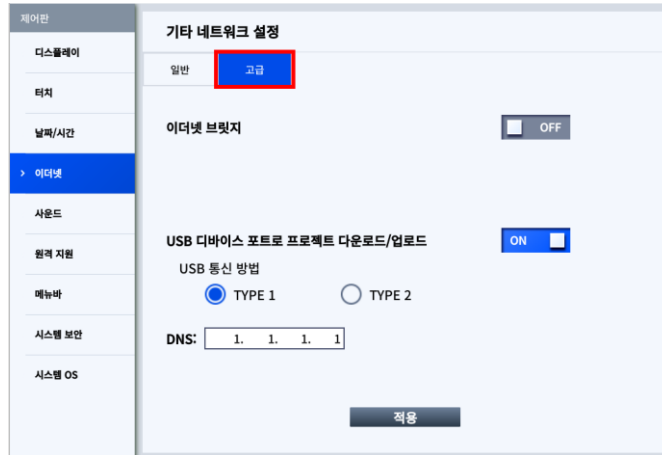 제어판
디스플레이
터치
날짜/시간
> 이더넷
사운드
원격 지원
메뉴바
시스템 보안
시스템 OS
기타 네트워크 설정
일반 고급
이더넷 브릿지 OFF
USB 디바이스 포트로 프로젝트 다운로드/업로드 ON
USB 통신 방법
TYPE 1 TYPE 2
DNS: 1. 1. 1. 1
적용